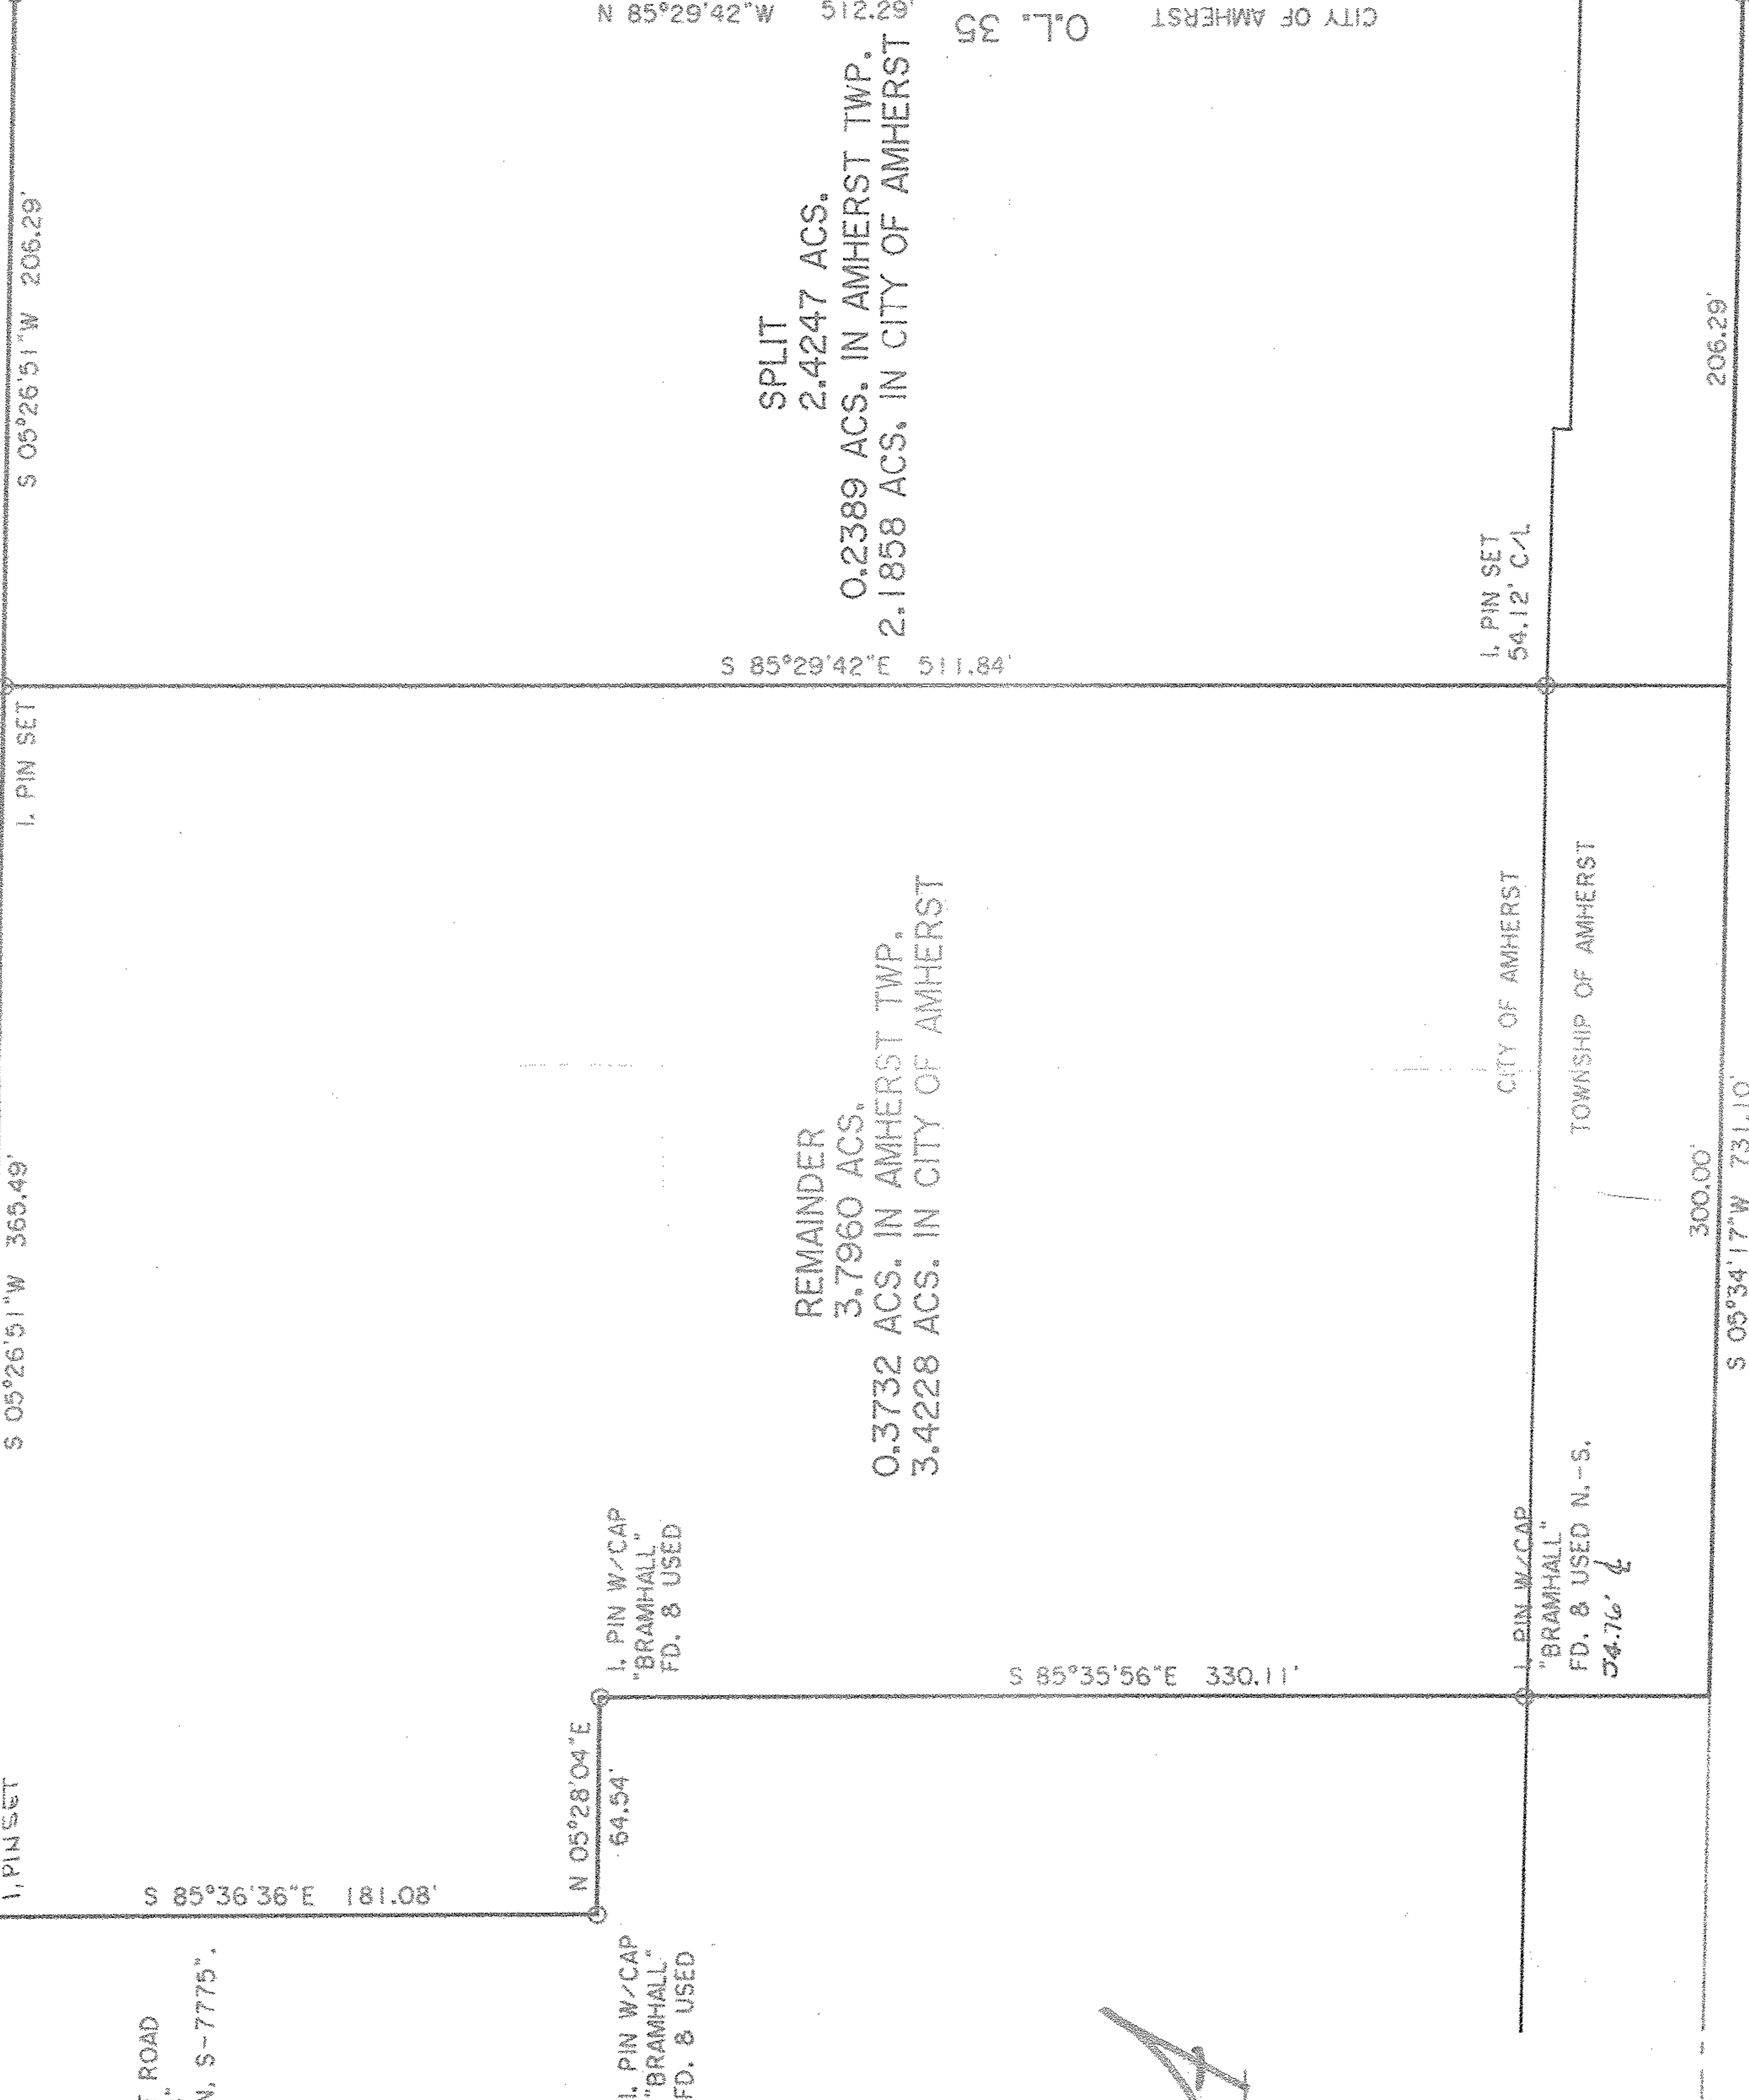 N 85°29'42"W 512.29'
O.L. 35
CITY OF AMHERST
S 05°26'51"W 206.29'
SPLIT
2.4247 ACS.
0.2389 ACS. IN AMHERST TWP.
2.1858 ACS. IN CITY OF AMHERST
206.29'
I. PIN SET
54.12' C/L
S 85°29'42"E 511.84'
I. PIN SET
CITY OF AMHERST
TOWNSHIP OF AMHERST
REMAINDER
3.7960 ACS.
0.3732 ACS. IN AMHERST TWP.
3.4228 ACS. IN CITY OF AMHERST
S 05°26'51"W 365.49'
300.00'
S 05°34'17"W 731.10'
I. PIN W/CAP
"BRAMHALL"
FD. & USED
I. PIN W/CAP
"BRAMHALL"
FD. & USED N.-S.
54.76' ℄
S 85°35'56"E 330.11'
N 05°28'04"E
64.54'
I. PIN SET
S 85°36'36"E 181.08'
I. PIN W/CAP
"BRAMHALL"
FD. & USED
ROAD
N, S-7775".